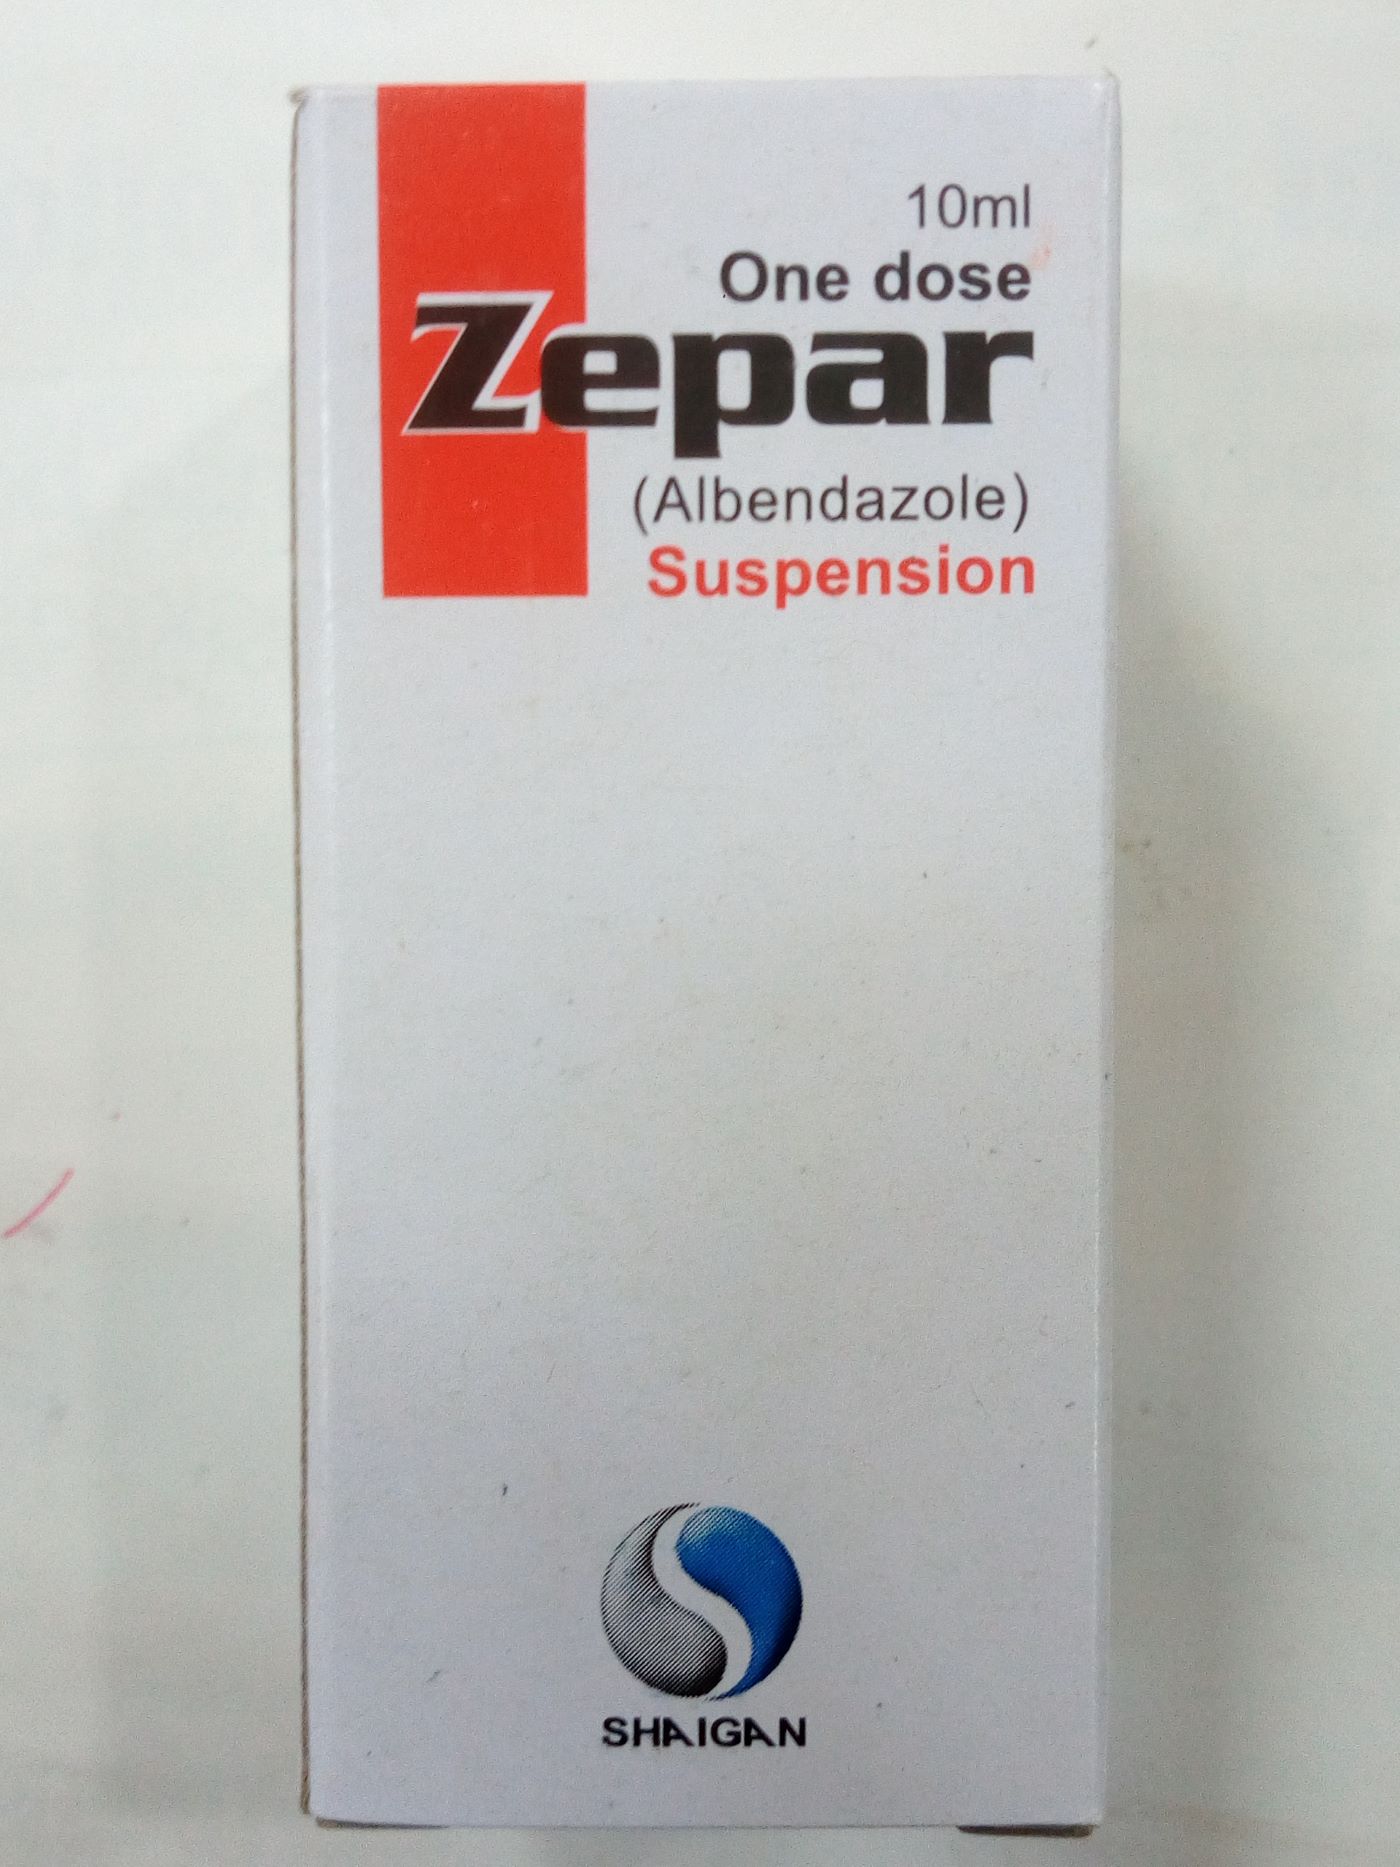 10ml
One dose
Zepar
(Albendazole)
Suspension
SHAIGAN